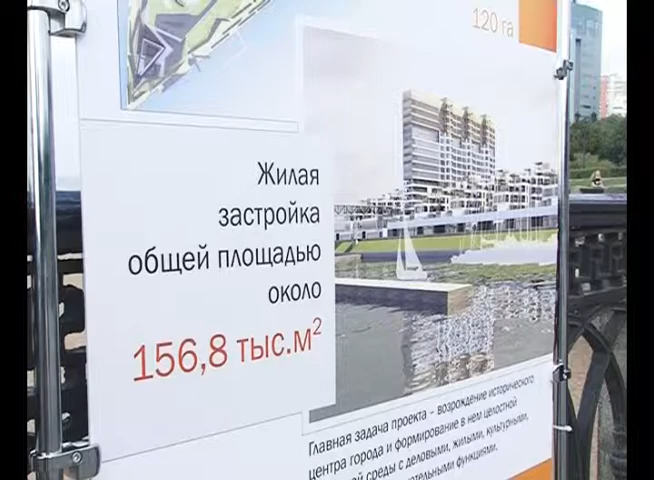 120 га
Жилая
застройка
общей площадью
около
156,8 тыс.м²
Главная задача проекта – возрождение исторического
центра города и формирование в нем целостной
среды с деловыми, жилыми, культурными,
функциями.